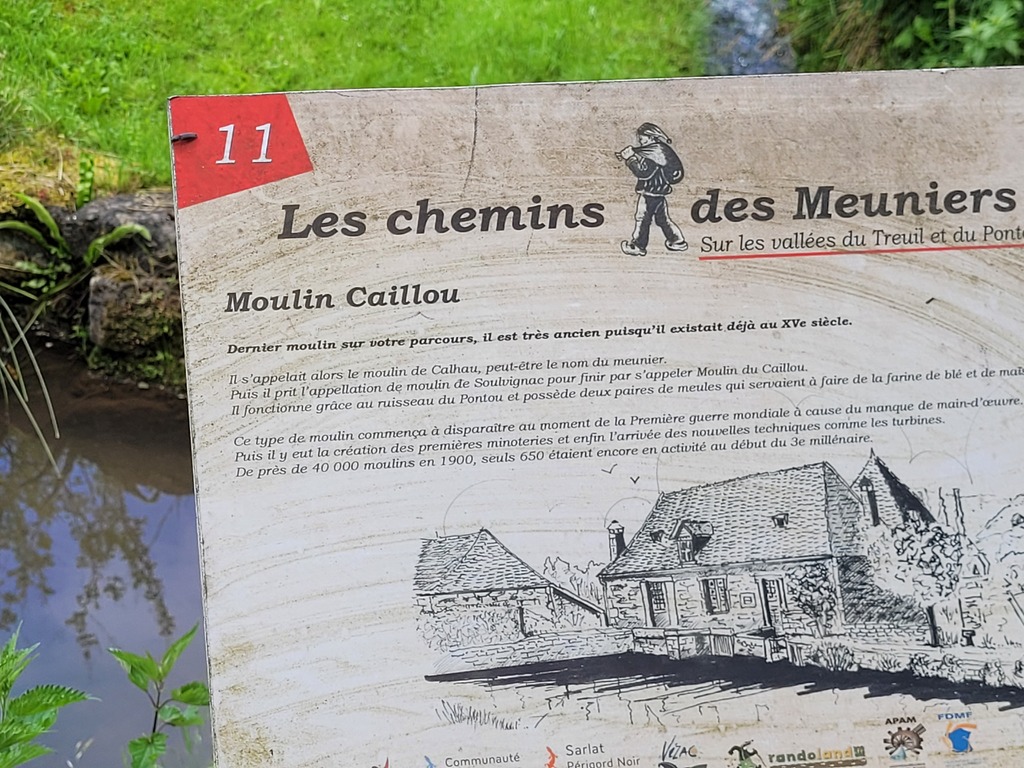 11
Les chemins des Meuniers
Sur les vallées du Treuil et du
Moulin Caillou
Dernier moulin sur votre parcours, il est très ancien puisqu'il existait déjà au XVe siècle.
Il s'appelait alors le moulin de Calhau, peut-être le nom du meunier.
Puis il prit l'appellation de moulin de Soulvignac pour finir par s'appeler Moulin du Caillou.
Il fonctionne grâce au ruisseau du Pontou et possède deux paires de meules qui servaient à faire de la farine de blé et de
Ce type de moulin commença à disparaître au moment de la Première guerre mondiale à cause du manque de main-d'œuvre.
Puis il y eut la création des premières minoteries et enfin l'arrivée des nouvelles techniques comme les turbines.
De près de 40 000 moulins en 1900, seuls 650 étaient encore en activité au début du 3e millénaire.
Communauté
Sarlat
Périgord Noir
Vézac
randoland
APAM
FDMF